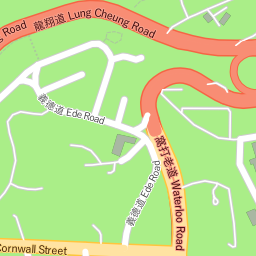 龍翔道 Lung Cheung Road
g Road
義德道 Ede Road
窩打老道 Waterloo Road
義德道 Ede Road
Cornwall Street